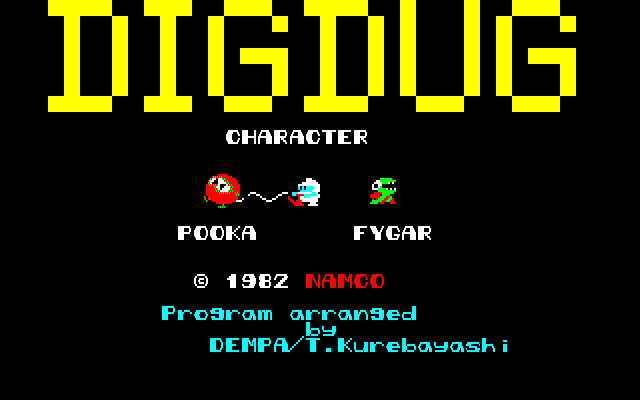 DIGDUG
CHARACTER
POOKA FYGAR
© 1982 NAMCO
Program arranged
by
DEMPA/T.Kurebayashi